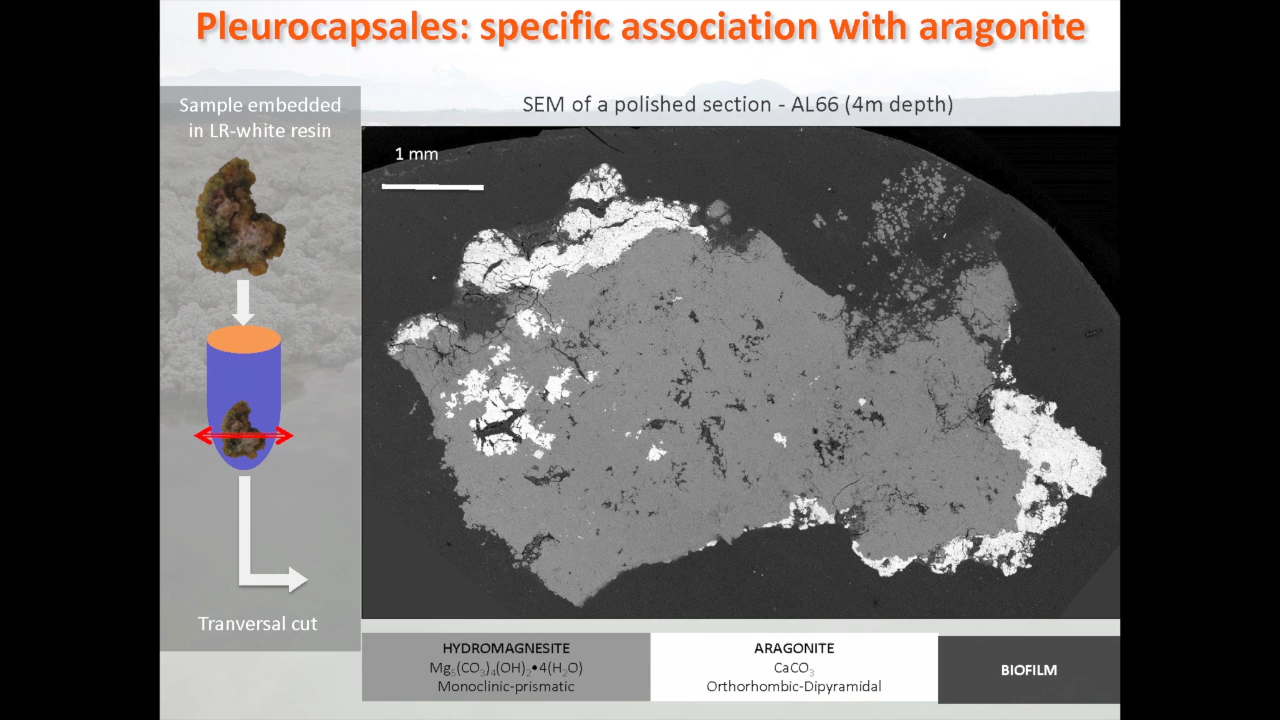 Pleurocapsales: specific association with aragonite
Sample embedded
in LR-white resin
SEM of a polished section - AL66 (4m depth)
1 mm
Tranversal cut
HYDROMAGNESITE
Mg₅(CO₃)₄(OH)₂•4(H₂O)
Monoclinic-prismatic
ARAGONITE
CaCO₃
Orthorhombic-Dipyramidal
BIOFILM